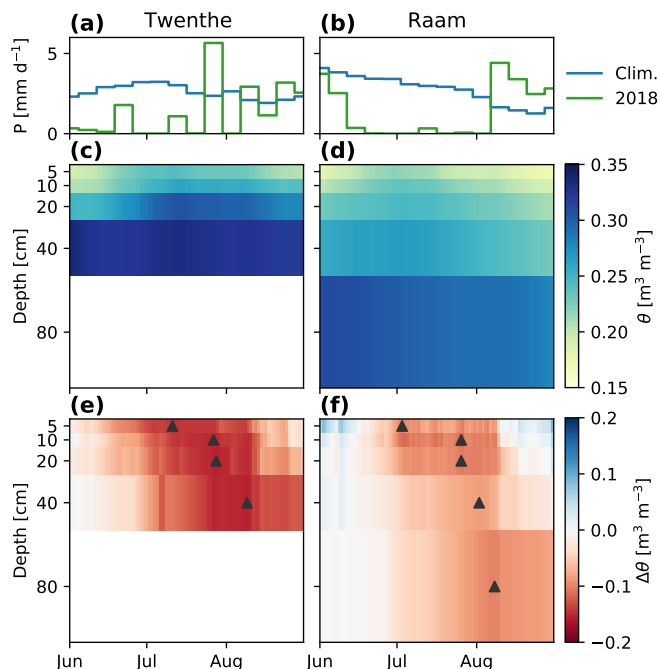 Twenthe
Raam
(a)
(b)
P [mm d⁻¹]
5
0
Clim.
2018
(c)
(d)
Depth [cm]
5
10
20
40
80
0.35
0.30
0.25
0.20
0.15
θ [m³ m⁻³]
(e)
(f)
Depth [cm]
5
10
20
40
80
0.2
0.1
0.0
−0.1
−0.2
Δθ [m³ m⁻³]
Jun
Jul
Aug
Jun
Jul
Aug